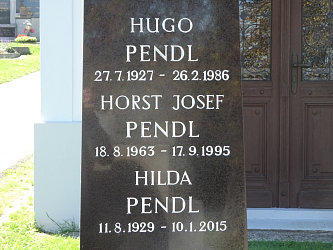 HUGO
PENDL
27.7.1927 - 26.2.1986
HORST JOSEF
PENDL
18.8.1963 - 17.9.1995
HILDA
PENDL
11.8.1929 - 10.1.2015